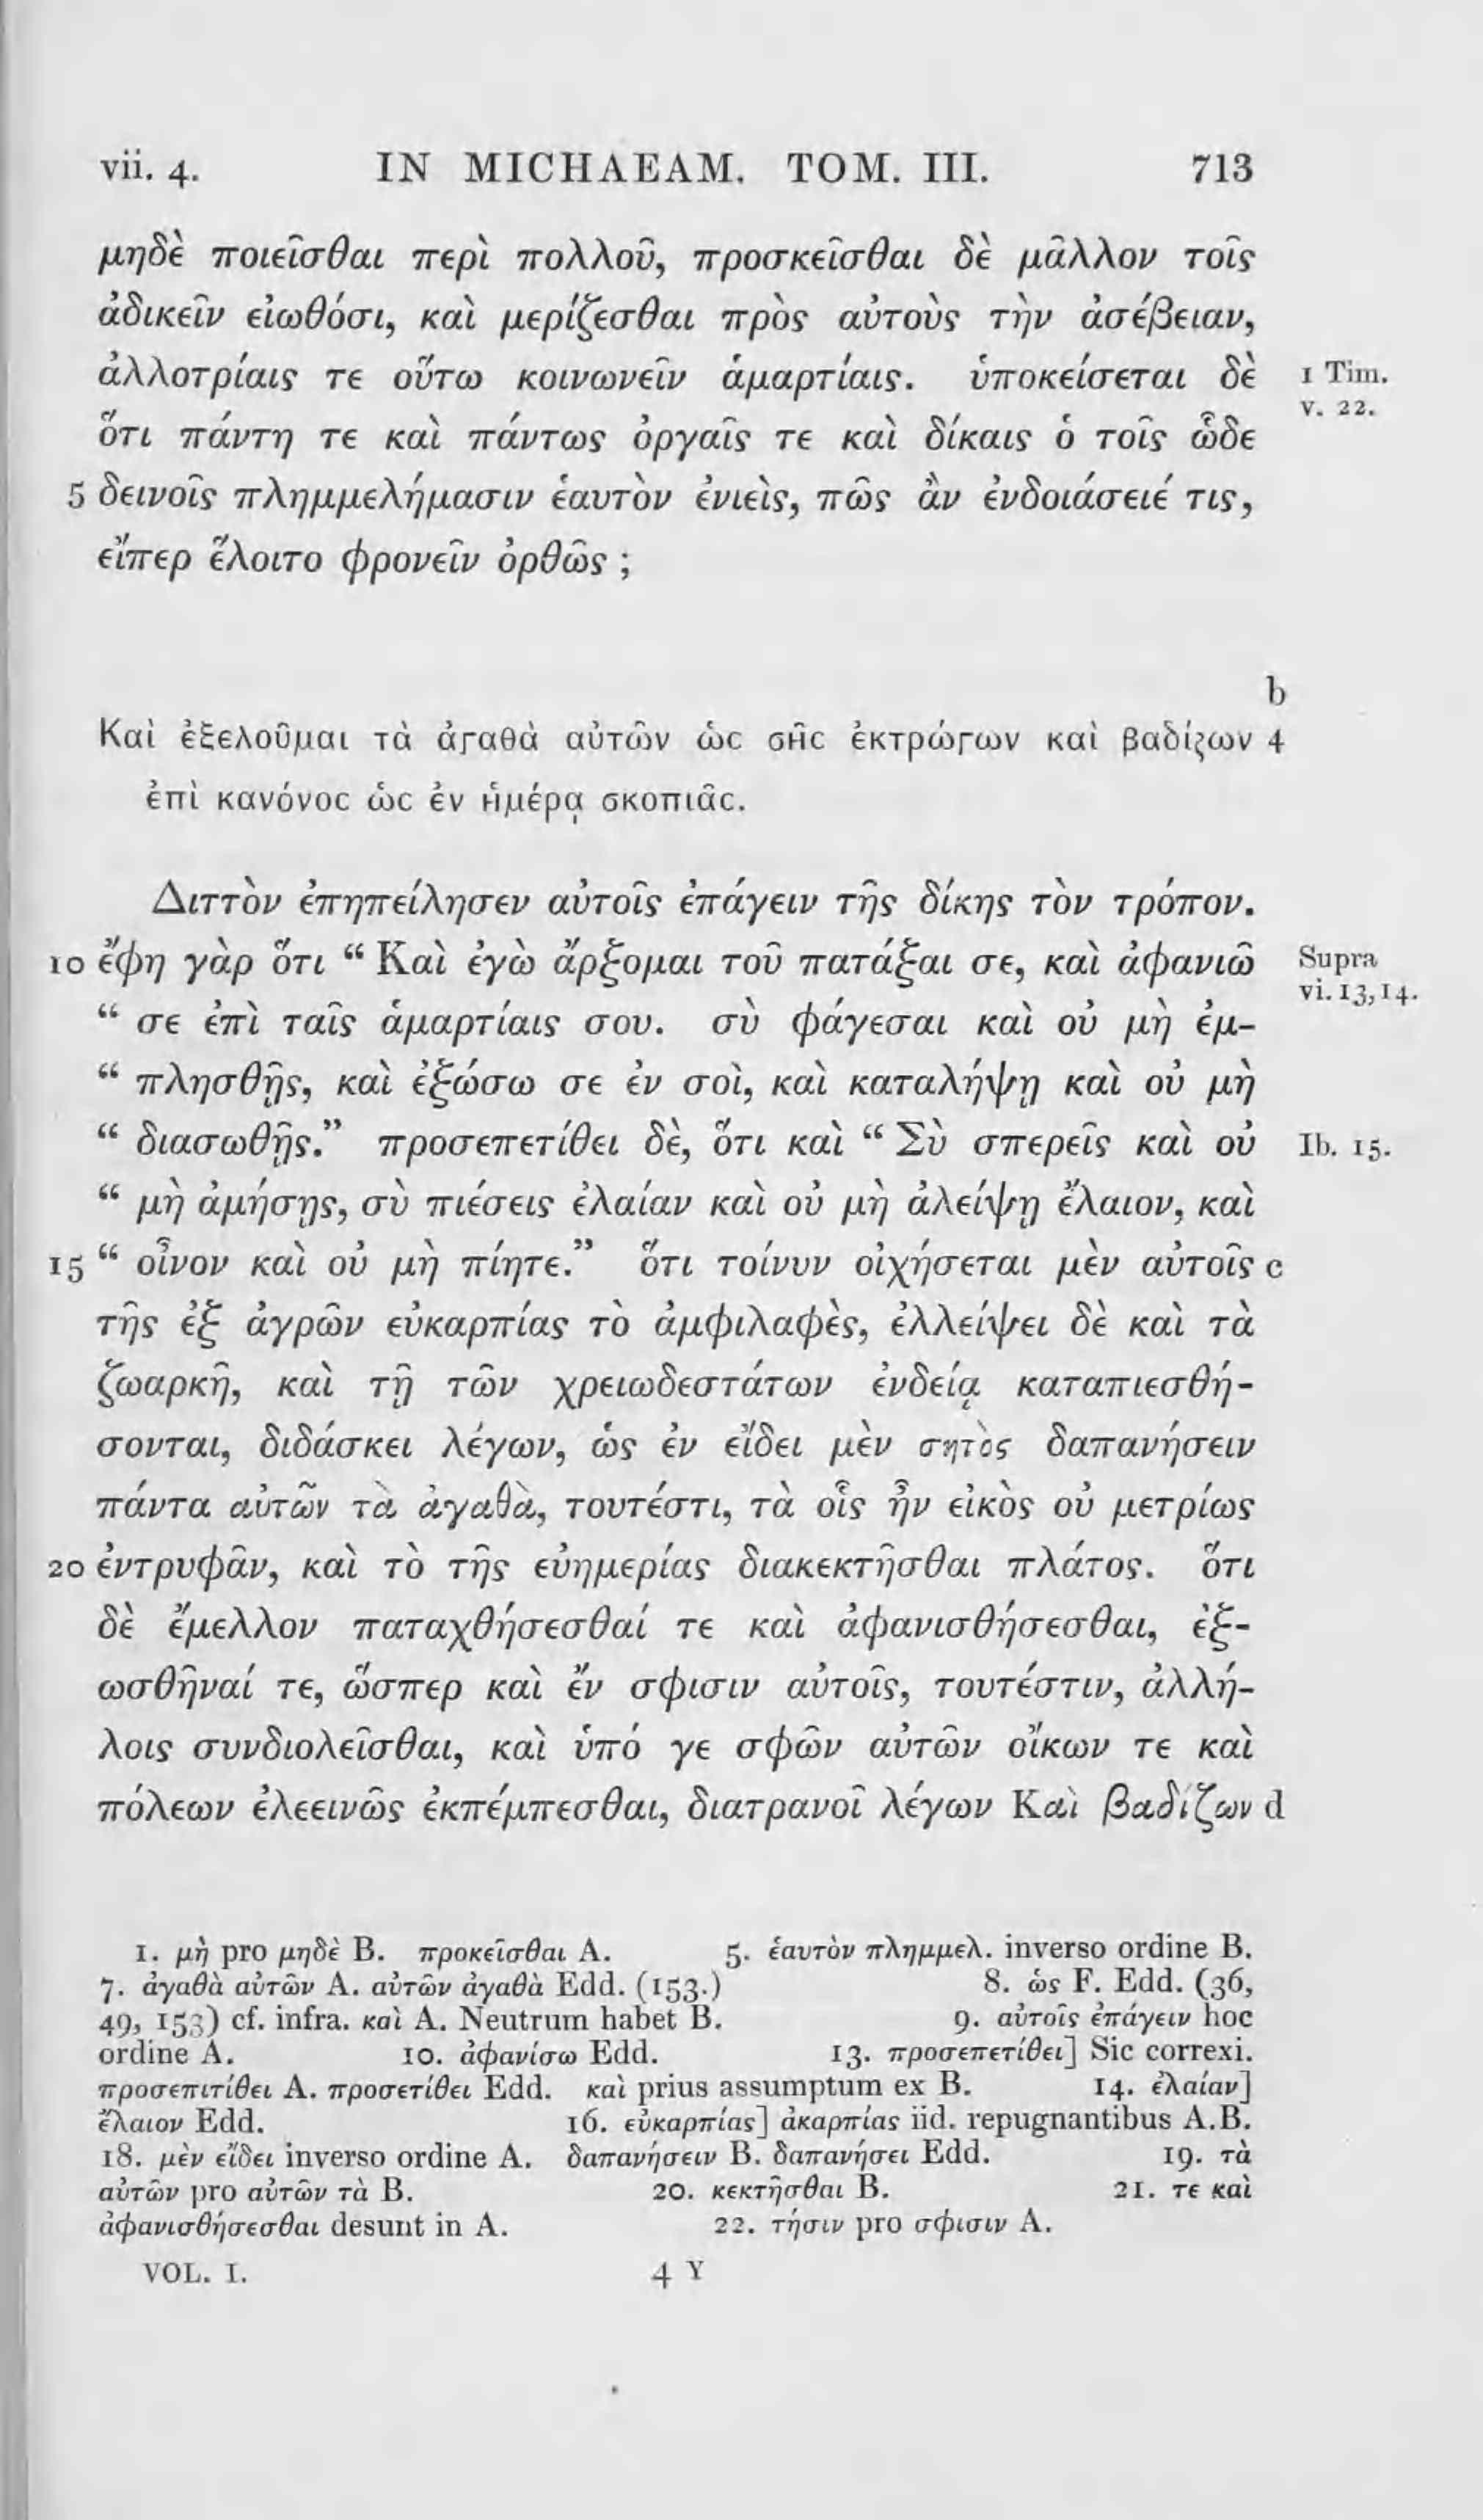 vii. 4. IN MICHAEAM. TOM. III. 713
μηδὲ ποιεῖσθαι περὶ πολλοῦ, προσκεῖσθαι δὲ μᾶλλον τοῖς
ἀδικεῖν εἰωθόσι, καὶ μερίζεσθαι πρὸς αὐτοὺς τὴν ἀσέβειαν,
ἀλλοτρίαις τε οὕτω κοινωνεῖν ἁμαρτίαις. ὑποκείσεται δὲ 1 Tim.
v. 22.
ὅτι πάντη τε καὶ πάντως ὀργαῖς τε καὶ δίκαις ὁ τοῖς ὧδε
5 δεινοῖς πλημμελήμασιν ἑαυτὸν ἐνιεὶς, πῶς ἂν ἐνδοιάσειέ τις,
εἴπερ ἕλοιτο φρονεῖν ὀρθῶς ;
b
Καὶ ἐξελοῦμαι τὰ ἀγαθὰ αὐτῶν ὡς σὴς ἐκτρώγων καὶ βαδίζων 4
ἐπὶ κανόνος ὡς ἐν ἡμέρᾳ σκοπιᾶς.
Διττὸν ἐπηπείλησεν αὐτοῖς ἐπάγειν τῆς δίκης τὸν τρόπον.
10 ἔφη γὰρ ὅτι “ Καὶ ἐγὼ ἄρξομαι τοῦ πατάξαι σε, καὶ ἀφανιῶ Supra
vi. 13, 14.
“ σε ἐπὶ ταῖς ἁμαρτίαις σου. σὺ φάγεσαι καὶ οὐ μὴ ἐμ-
“ πλησθῇς, καὶ ἐξώσω σε ἐν σοὶ, καὶ καταλήψῃ καὶ οὐ μὴ
“ διασωθῇς.” προσεπετίθει δὲ, ὅτι καὶ “ Σὺ σπερεῖς καὶ οὐ Ib. 15.
“ μὴ ἀμήσῃς, σὺ πιέσεις ἐλαίαν καὶ οὐ μὴ ἀλείψῃ ἔλαιον, καὶ
15 “ οἶνον καὶ οὐ μὴ πίητε.” ὅτι τοίνυν οἰχήσεται μὲν αὐτοῖς c
τῆς ἐξ ἀγρῶν εὐκαρπίας τὸ ἀμφιλαφὲς, ἐλλείψει δὲ καὶ τὰ
ζωαρκῆ, καὶ τῇ τῶν χρειωδεστάτων ἐνδείᾳ καταπιεσθή-
σονται, διδάσκει λέγων, ὡς ἐν εἴδει μὲν σητὸς δαπανήσειν
πάντα αὐτῶν τὰ ἀγαθὰ, τουτέστι, τὰ οἷς ἦν εἰκὸς οὐ μετρίως
20 ἐντρυφᾶν, καὶ τὸ τῆς εὐημερίας διακεκτῆσθαι πλάτος. ὅτι
δὲ ἔμελλον παταχθήσεσθαί τε καὶ ἀφανισθήσεσθαι, ἐξ-
ωσθῆναί τε, ὥσπερ καὶ ἔν σφισιν αὐτοῖς, τουτέστιν, ἀλλή-
λοις συνδιολεῖσθαι, καὶ ὑπό γε σφῶν αὐτῶν οἴκων τε καὶ
πόλεων ἐλεεινῶς ἐκπέμπεσθαι, διατρανοῖ λέγων Καὶ βαδίζων d
1. μὴ pro μηδὲ B. προκεῖσθαι A. 5. ἑαυτὸν πλημμελ. inverso ordine B.
7. ἀγαθὰ αὐτῶν A. αὐτῶν ἀγαθὰ Edd. (153.) 8. ὡς F. Edd. (36,
49, 153) cf. infra. καὶ A. Neutrum habet B. 9. αὐτοῖς ἐπάγειν hoc
ordine A. 10. ἀφανίσω Edd. 13. προσεπετίθει] Sic correxi.
προσεπιτίθει A. προσετίθει Edd. καὶ prius assumptum ex B. 14. ἐλαίαν]
ἔλαιον Edd. 16. εὐκαρπίας] ἀκαρπίας iid. repugnantibus A.B.
18. μὲν εἴδει inverso ordine A. δαπανήσειν B. δαπανήσει Edd. 19. τὰ
αὐτῶν pro αὐτῶν τὰ B. 20. κεκτῆσθαι B. 21. τε καὶ
ἀφανισθήσεσθαι desunt in A. 22. τήσιν pro σφισιν A.
VOL. I. 4 Y